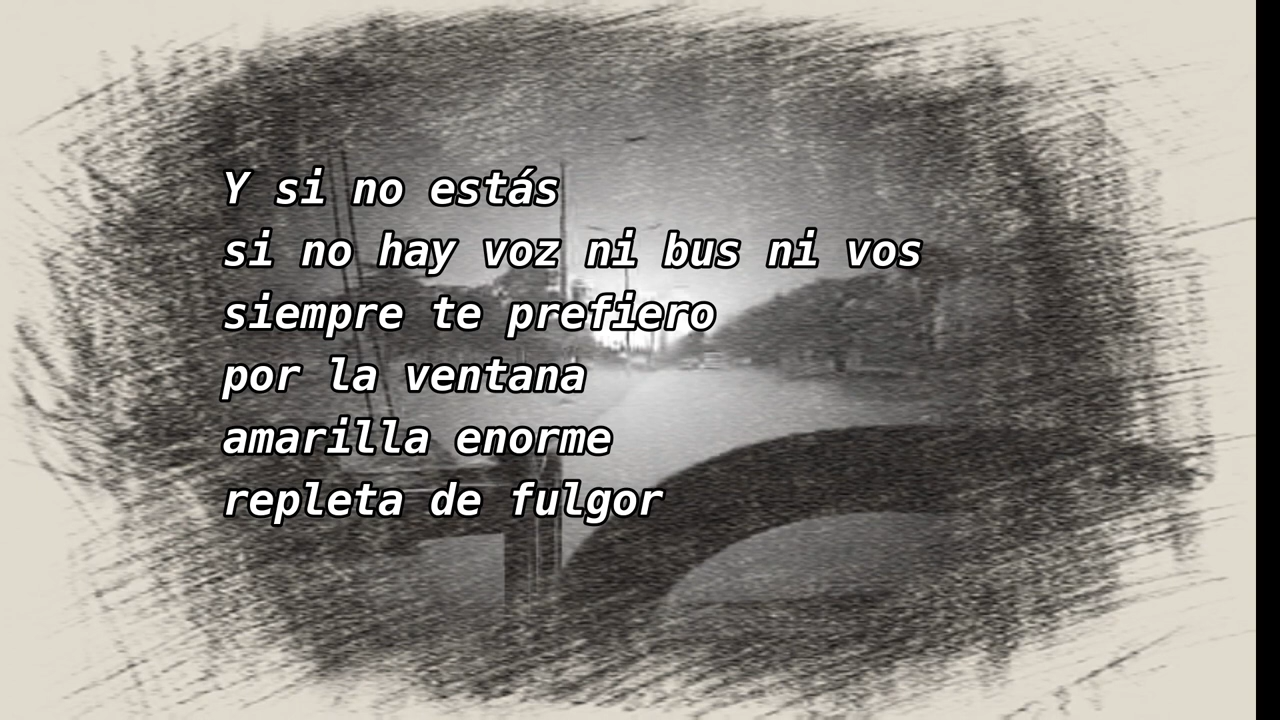 Y si no estás
si no hay voz ni bus ni vos
siempre te prefiero
por la ventana
amarilla enorme
repleta de fulgor